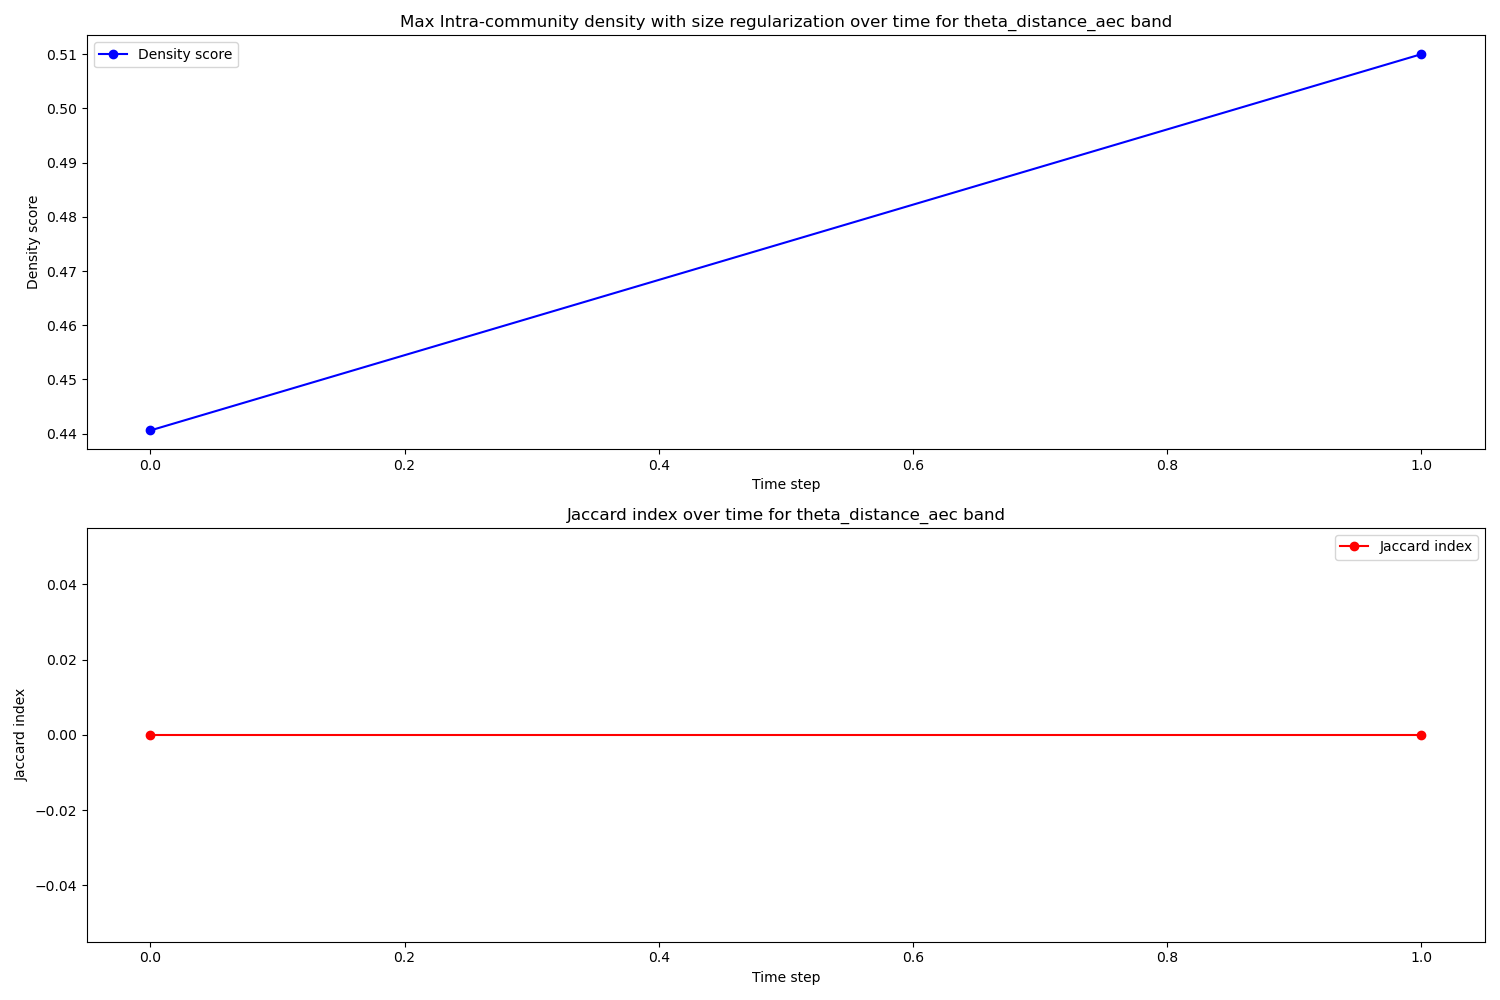 Max Intra-community density with size regularization over time for theta_distance_aec band
Density score
0.51
0.50
0.49
0.48
0.47
0.46
0.45
0.44
Density score
0.0 0.2 0.4 0.6 0.8 1.0
Time step
Jaccard index over time for theta_distance_aec band
Jaccard index
0.04
0.02
0.00
−0.02
−0.04
Jaccard index
0.0 0.2 0.4 0.6 0.8 1.0
Time step